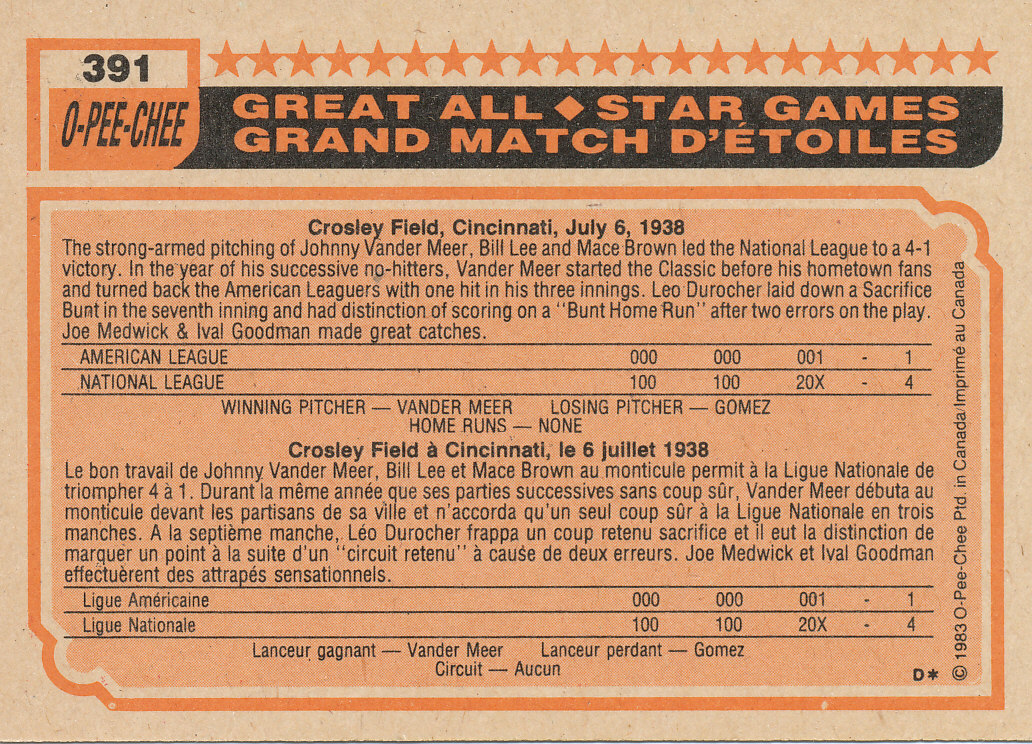 391
O-PEE-CHEE
GREAT ALL◆STAR GAMES
GRAND MATCH D'ÉTOILES
Crosley Field, Cincinnati, July 6, 1938
The strong-armed pitching of Johnny Vander Meer, Bill Lee and Mace Brown led the National League to a 4-1
victory. In the year of his successive no-hitters, Vander Meer started the Classic before his hometown fans
and turned back the American Leaguers with one hit in his three innings. Leo Durocher laid down a Sacrifice
Bunt in the seventh inning and had distinction of scoring on a "Bunt Home Run" after two errors on the play.
Joe Medwick & Ival Goodman made great catches.
AMERICAN LEAGUE 000 000 001 - 1
NATIONAL LEAGUE 100 100 20X - 4
WINNING PITCHER — VANDER MEER LOSING PITCHER — GOMEZ
HOME RUNS — NONE
Crosley Field à Cincinnati, le 6 juillet 1938
Le bon travail de Johnny Vander Meer, Bill Lee et Mace Brown au monticule permit à la Ligue Nationale de
triompher 4 à 1. Durant la même année que ses parties successives sans coup sûr, Vander Meer débuta au
monticule devant les partisans de sa ville et n'accorda qu'un seul coup sûr à la Ligue Nationale en trois
manches. A la septième manche, Léo Durocher frappa un coup retenu sacrifice et il eut la distinction de
marquer un point à la suite d'un "circuit retenu" à cause de deux erreurs. Joe Medwick et Ival Goodman
effectuèrent des attrapés sensationnels.
Ligue Américaine 000 000 001 - 1
Ligue Nationale 100 100 20X - 4
Lanceur gagnant — Vander Meer Lanceur perdant — Gomez
Circuit — Aucun
D*
© 1983 O-Pee-Chee Ptd. in Canada/Imprimé au Canada